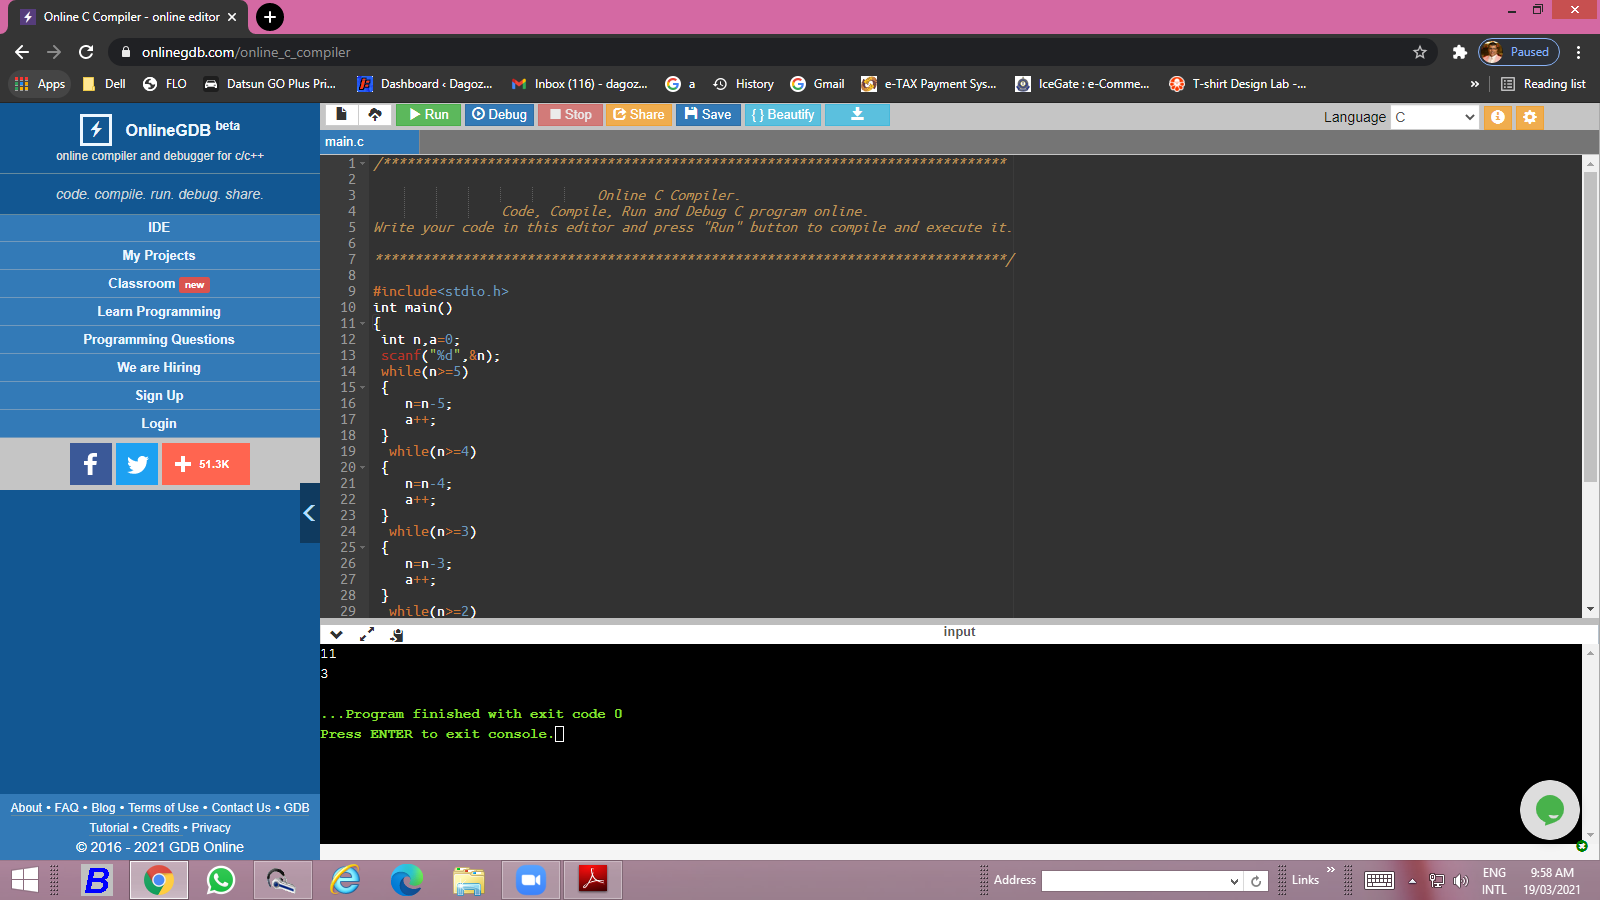 Online C Compiler - online editor
onlinegdb.com/online_c_compiler
Paused
Apps Dell FLO Datsun GO Plus Pri... Dashboard ‹ Dagoz... Inbox (116) - dagoz... a History Gmail e-TAX Payment Sys... IceGate : e-Comme... T-shirt Design Lab -... » Reading list
OnlineGDB beta
online compiler and debugger for c/c++
code. compile. run. debug. share.
IDE
My Projects
Classroom new
Learn Programming
Programming Questions
We are Hiring
Sign Up
Login
51.3K
About • FAQ • Blog • Terms of Use • Contact Us • GDB
Tutorial • Credits • Privacy
© 2016 - 2021 GDB Online
Run Debug Stop Share Save { } Beautify
Language C
main.c
1 /******************************************************************************
2
3 Online C Compiler.
4 Code, Compile, Run and Debug C program online.
5 Write your code in this editor and press "Run" button to compile and execute it.
6
7 *******************************************************************************/
8
9 #include<stdio.h>
10 int main()
11 {
12 int n,a=0;
13 scanf("%d",&n);
14 while(n>=5)
15 {
16 n=n-5;
17 a++;
18 }
19 while(n>=4)
20 {
21 n=n-4;
22 a++;
23 }
24 while(n>=3)
25 {
26 n=n-3;
27 a++;
28 }
29 while(n>=2)
input
11
3
...Program finished with exit code 0
Press ENTER to exit console.
Address
Links »
ENG
INTL
9:58 AM
19/03/2021